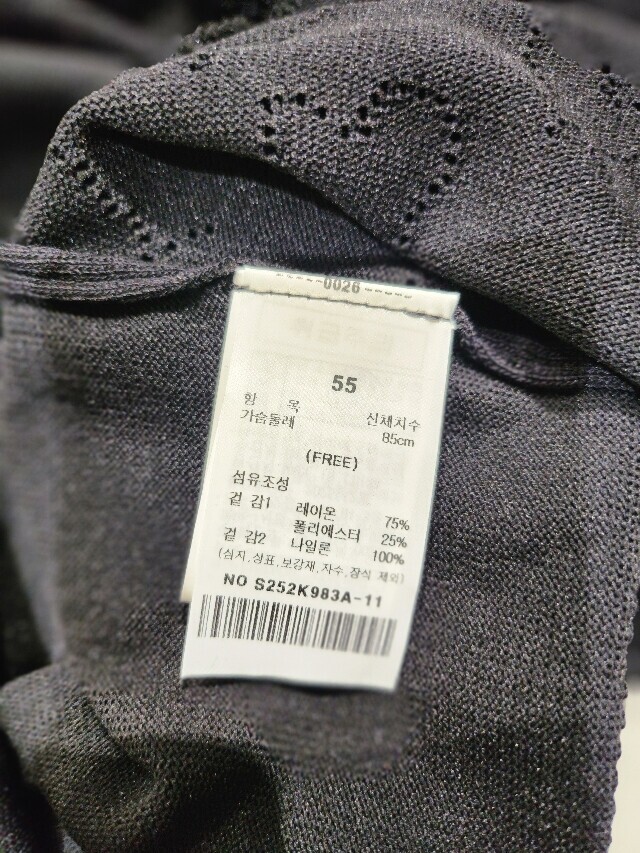 0026
55
항 목 신체치수
가슴둘레 85cm
(FREE)
섬유조성
겉 감1 레이온 75%
폴리에스터 25%
겉 감2 나일론 100%
(심지,상표,보강재,자수,장식 제외)
NO S252K983A-11